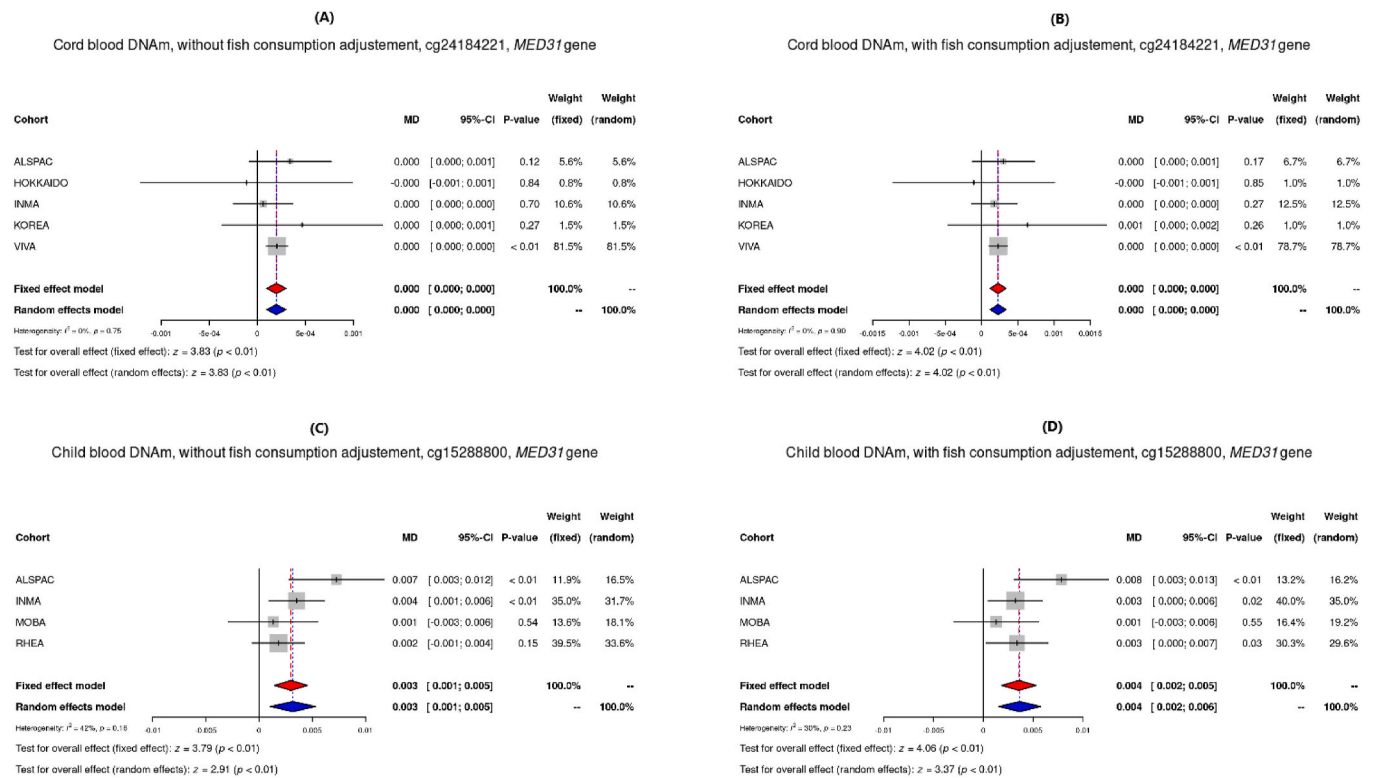 (A)
Cord blood DNAm, without fish consumption adjustement, cg24184221, MED31 gene
Weight Weight
Cohort MD 95%-CI P-value (fixed) (random)
ALSPAC 0.000 [ 0.000; 0.001] 0.12 5.6% 5.6%
HOKKAIDO -0.000 [-0.001; 0.001] 0.84 0.8% 0.8%
INMA 0.000 [ 0.000; 0.000] 0.70 10.6% 10.6%
KOREA 0.000 [ 0.000; 0.001] 0.27 1.5% 1.5%
VIVA 0.000 [ 0.000; 0.000] < 0.01 81.5% 81.5%
Fixed effect model 0.000 [ 0.000; 0.000] 100.0% --
Random effects model 0.000 [ 0.000; 0.000] -- 100.0%
Heterogeneity: I² = 0%, p = 0.75
-0.001 -5e-04 0 5e-04 0.001
Test for overall effect (fixed effect): z = 3.83 (p < 0.01)
Test for overall effect (random effects): z = 3.83 (p < 0.01)
(B)
Cord blood DNAm, with fish consumption adjustement, cg24184221, MED31 gene
Weight Weight
Cohort MD 95%-CI P-value (fixed) (random)
ALSPAC 0.000 [ 0.000; 0.001] 0.17 6.7% 6.7%
HOKKAIDO -0.000 [-0.001; 0.001] 0.85 1.0% 1.0%
INMA 0.000 [ 0.000; 0.000] 0.27 12.5% 12.5%
KOREA 0.001 [ 0.000; 0.002] 0.26 1.0% 1.0%
VIVA 0.000 [ 0.000; 0.000] < 0.01 78.7% 78.7%
Fixed effect model 0.000 [ 0.000; 0.000] 100.0% --
Random effects model 0.000 [ 0.000; 0.000] -- 100.0%
Heterogeneity: I² = 0%, p = 0.90
-0.0015 -0.001 -5e-04 0 5e-04 0.001 0.0015
Test for overall effect (fixed effect): z = 4.02 (p < 0.01)
Test for overall effect (random effects): z = 4.02 (p < 0.01)
(C)
Child blood DNAm, without fish consumption adjustement, cg15288800, MED31 gene
Weight Weight
Cohort MD 95%-CI P-value (fixed) (random)
ALSPAC 0.007 [ 0.003; 0.012] < 0.01 11.9% 16.5%
INMA 0.004 [ 0.001; 0.006] < 0.01 35.0% 31.7%
MOBA 0.001 [-0.003; 0.006] 0.54 13.6% 18.1%
RHEA 0.002 [-0.001; 0.004] 0.15 39.5% 33.6%
Fixed effect model 0.003 [ 0.001; 0.005] 100.0% --
Random effects model 0.003 [ 0.001; 0.005] -- 100.0%
Heterogeneity: I² = 42%, p = 0.16
-0.01 -0.005 0 0.005 0.01
Test for overall effect (fixed effect): z = 3.79 (p < 0.01)
Test for overall effect (random effects): z = 2.91 (p < 0.01)
(D)
Child blood DNAm, with fish consumption adjustement, cg15288800, MED31 gene
Weight Weight
Cohort MD 95%-CI P-value (fixed) (random)
ALSPAC 0.008 [ 0.003; 0.013] < 0.01 13.2% 16.2%
INMA 0.003 [ 0.000; 0.006] 0.02 40.0% 35.0%
MOBA 0.001 [-0.003; 0.006] 0.55 16.4% 19.2%
RHEA 0.003 [ 0.000; 0.007] 0.03 30.3% 29.6%
Fixed effect model 0.004 [ 0.002; 0.005] 100.0% --
Random effects model 0.004 [ 0.002; 0.006] -- 100.0%
Heterogeneity: I² = 30%, p = 0.23
-0.01 -0.005 0 0.005 0.01
Test for overall effect (fixed effect): z = 4.06 (p < 0.01)
Test for overall effect (random effects): z = 3.37 (p < 0.01)